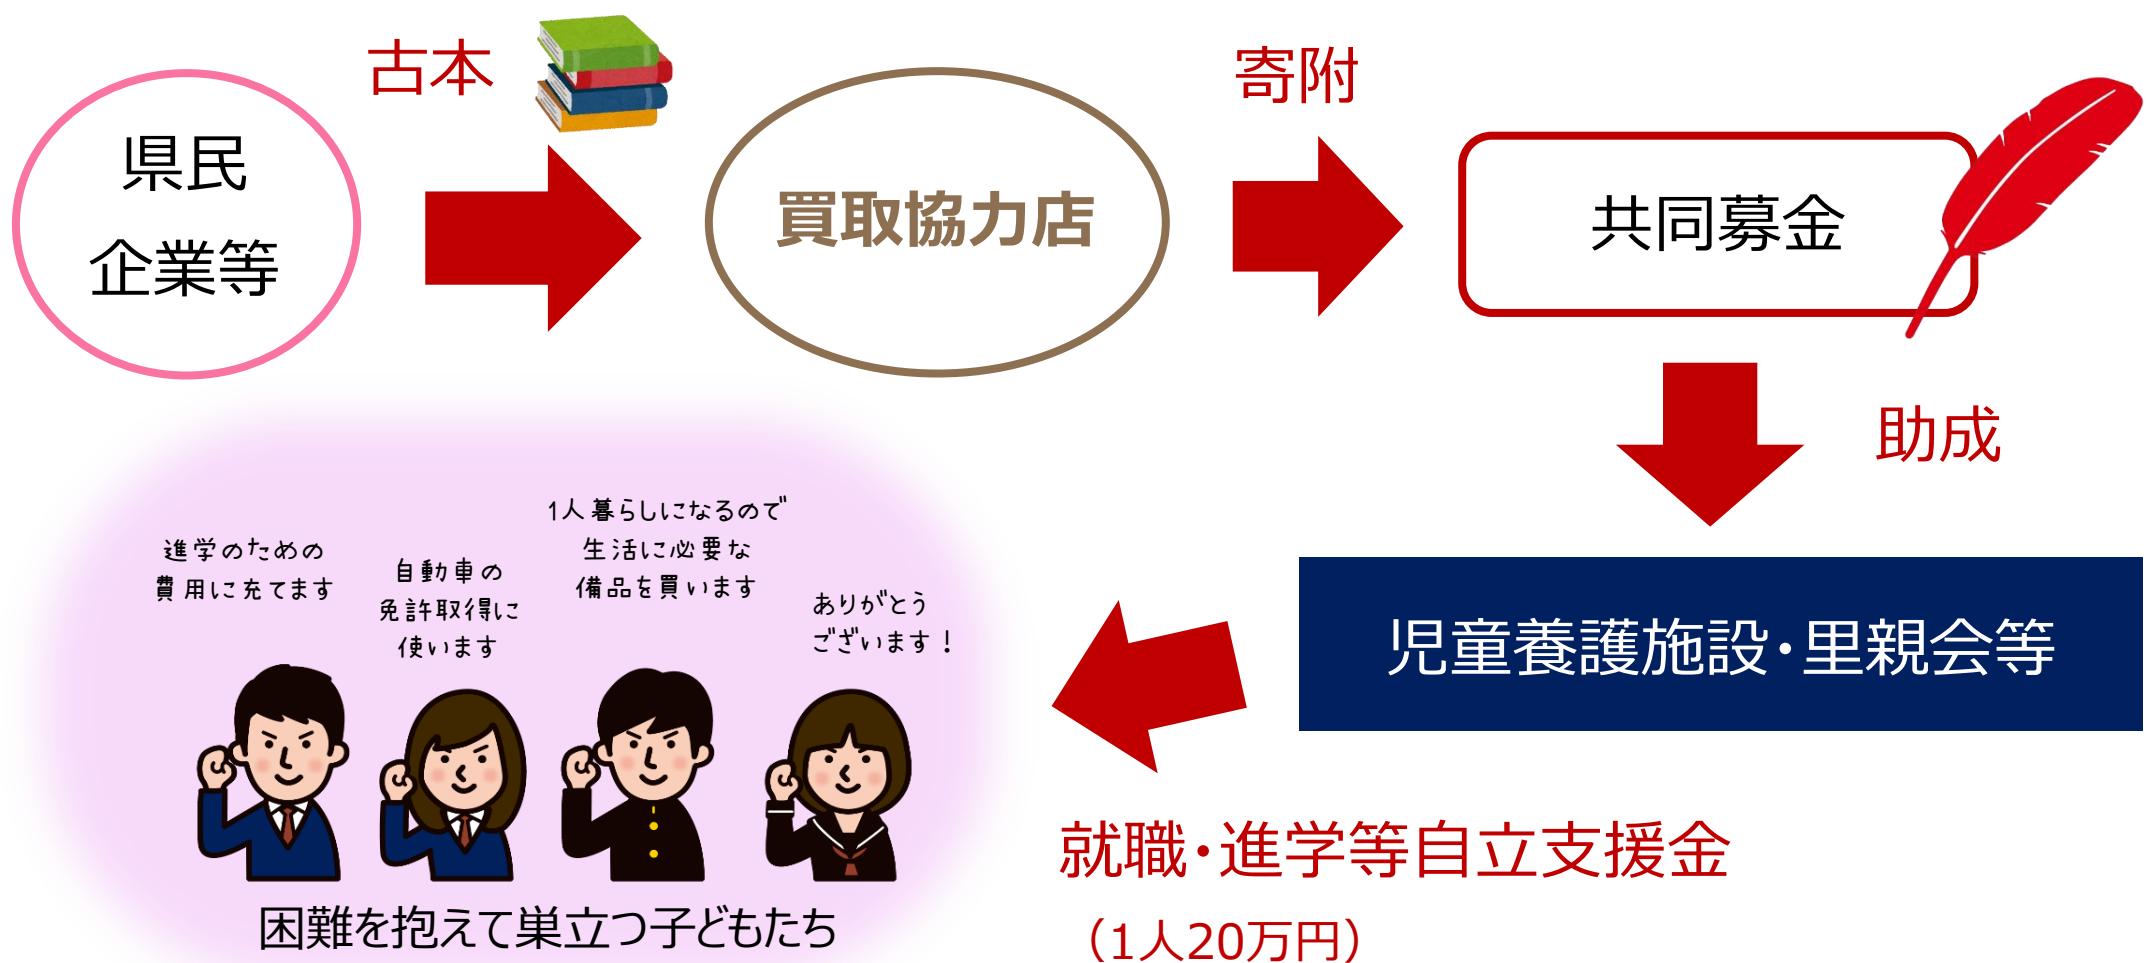 古本
県民
企業等
買取協力店
寄附
共同募金
助成
児童養護施設・里親会等
就職・進学等自立支援金
（1人20万円）
進学のための
費用に充てます
自動車の
免許取得に
使います
1人暮らしになるので
生活に必要な
備品を買います
ありがとう
ございます！
困難を抱えて巣立つ子どもたち